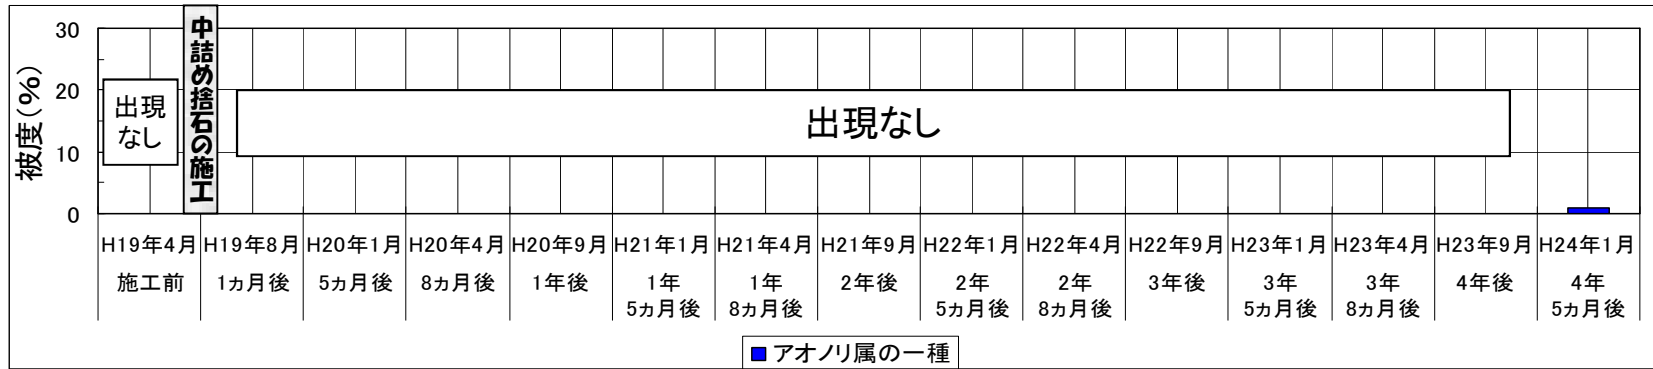 被度(%)
30
20
10
0
出現
なし
中詰め捨石の施工
出現なし
H19年4月 H19年8月 H20年1月 H20年4月 H20年9月 H21年1月 H21年4月 H21年9月 H22年1月 H22年4月 H22年9月 H23年1月 H23年4月 H23年9月 H24年1月
施工前 1ヵ月後 5ヵ月後 8ヵ月後 1年後 1年 1年 2年後 2年 2年 3年後 3年 3年 4年後 4年
5ヵ月後 8ヵ月後 5ヵ月後 8ヵ月後 5ヵ月後 8ヵ月後 5ヵ月後
アオノリ属の一種